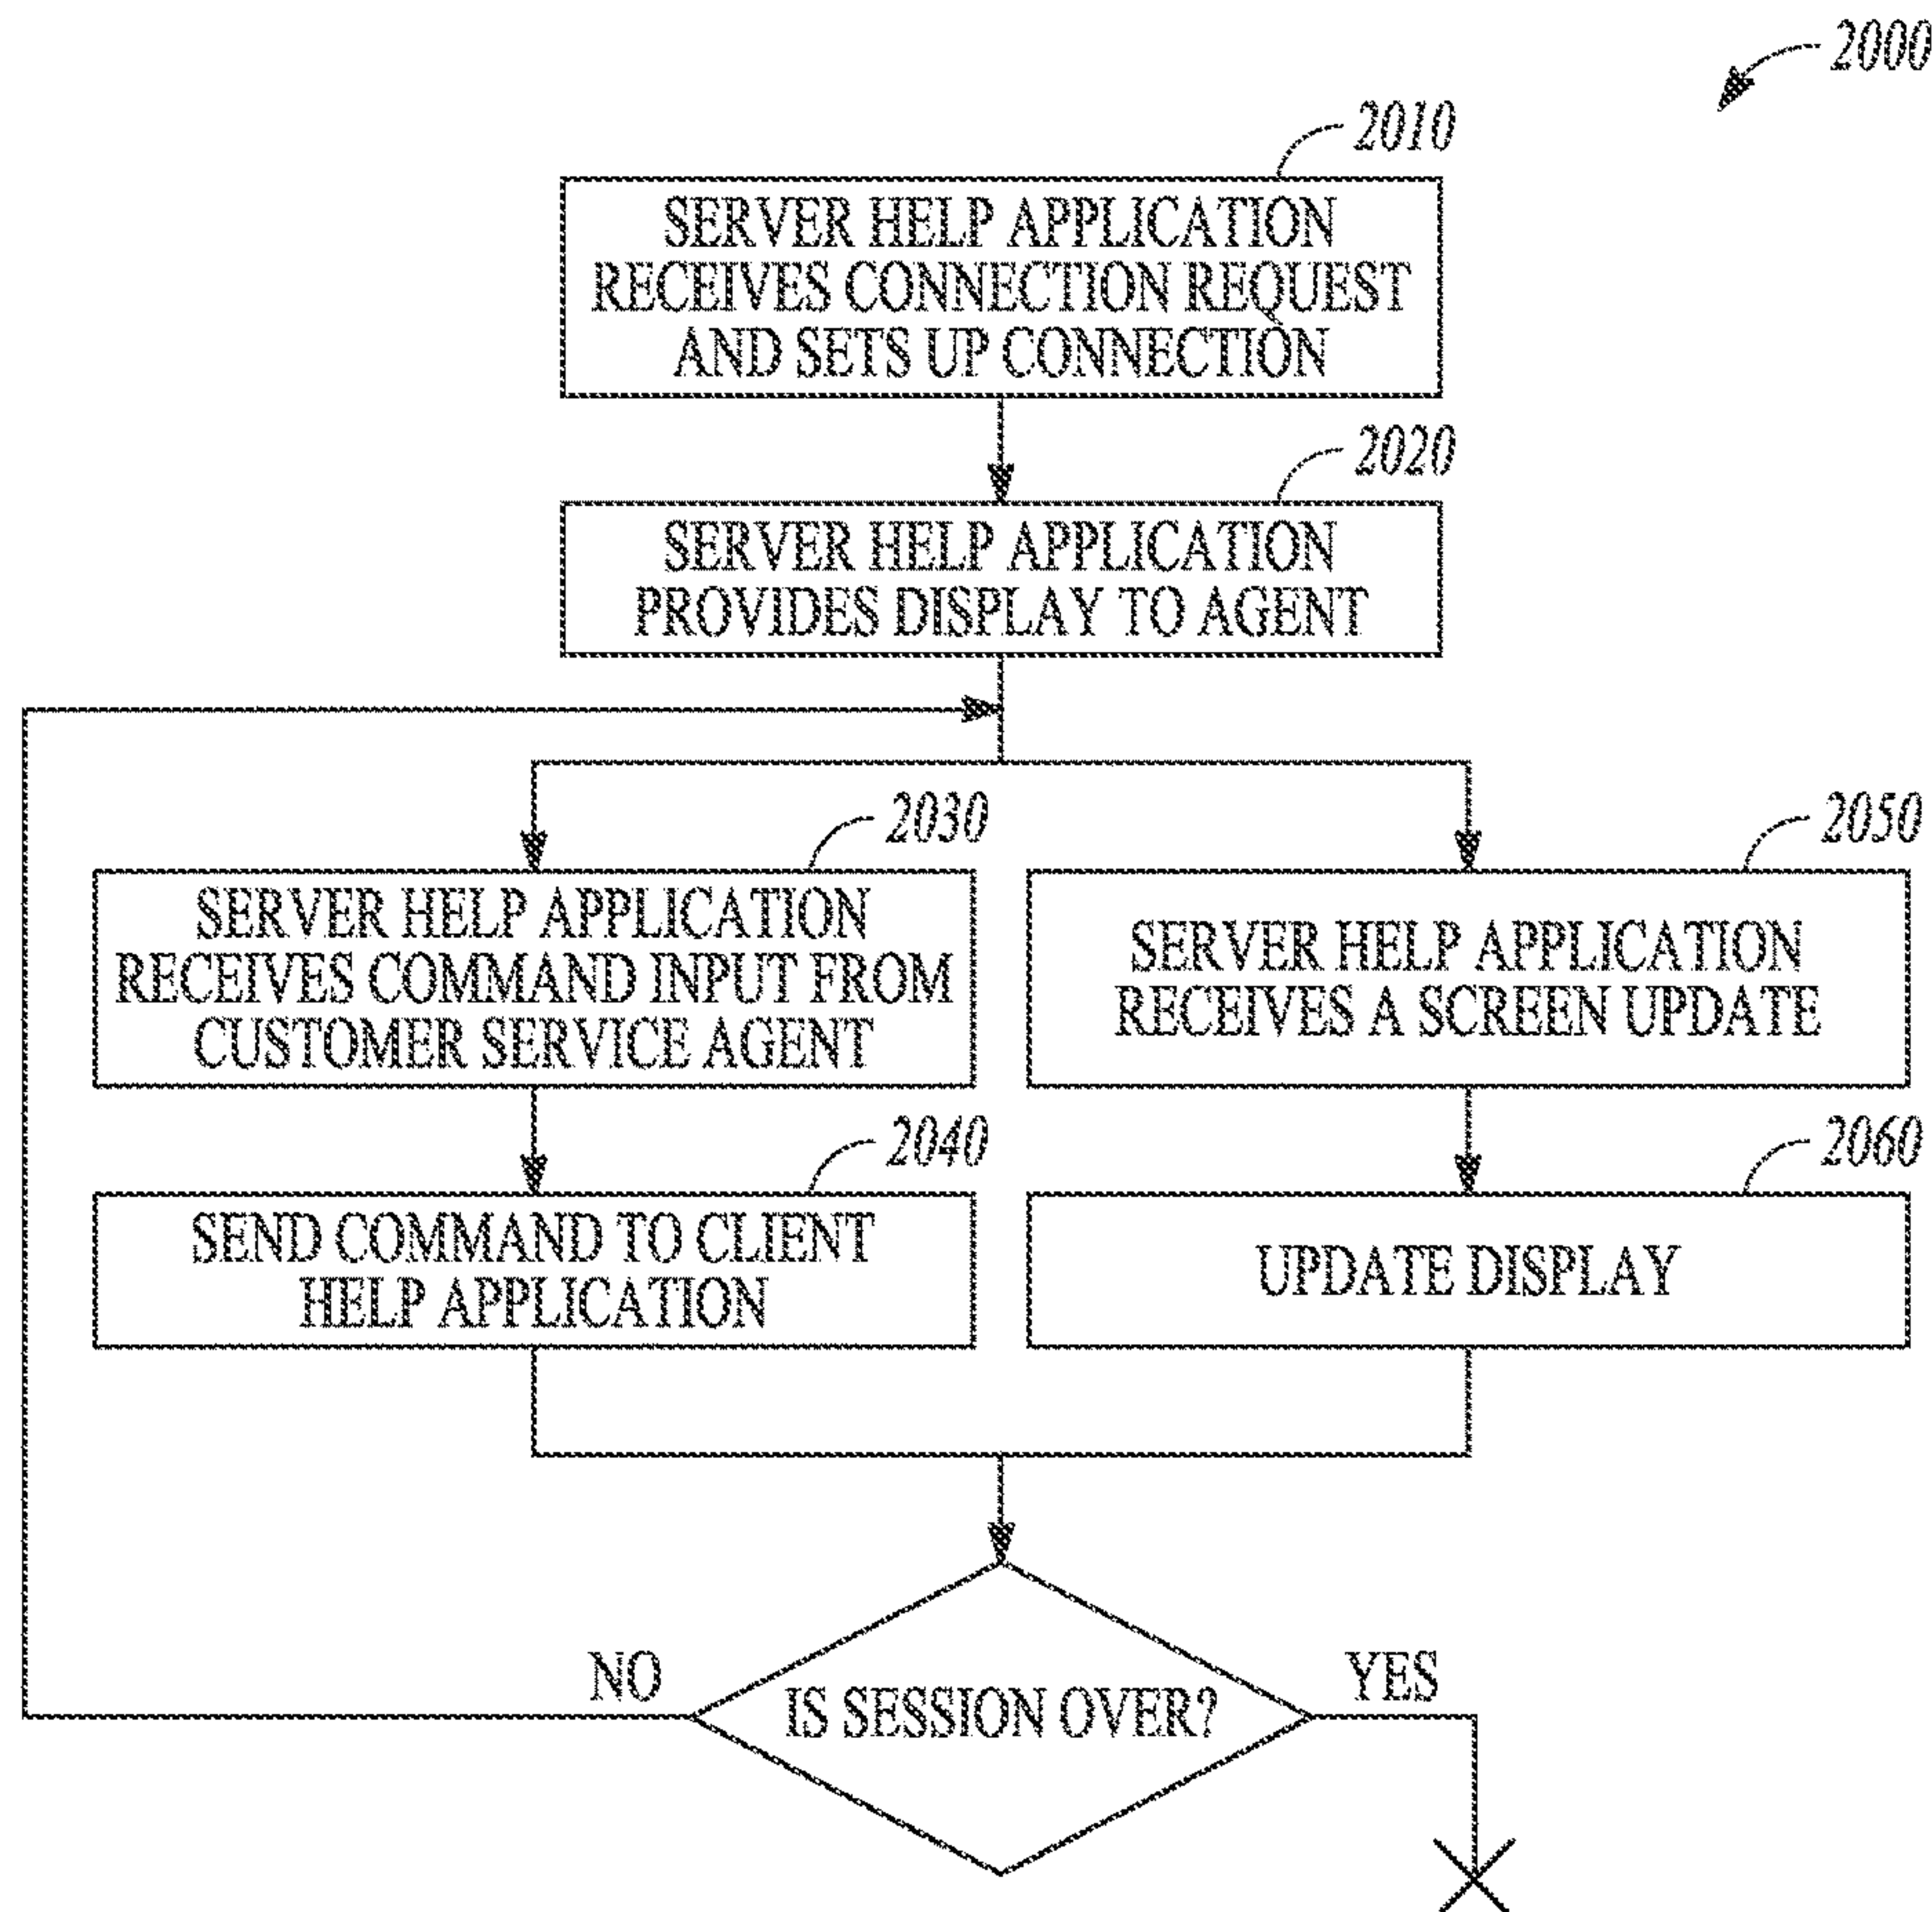 2000
2010
SERVER HELP APPLICATION
RECEIVES CONNECTION REQUEST
AND SETS UP CONNECTION
2020
SERVER HELP APPLICATION
PROVIDES DISPLAY TO AGENT
2030
SERVER HELP APPLICATION
RECEIVES COMMAND INPUT FROM
CUSTOMER SERVICE AGENT
2050
SERVER HELP APPLICATION
RECEIVES A SCREEN UPDATE
2040
SEND COMMAND TO CLIENT
HELP APPLICATION
2060
UPDATE DISPLAY
NO
IS SESSION OVER?
YES